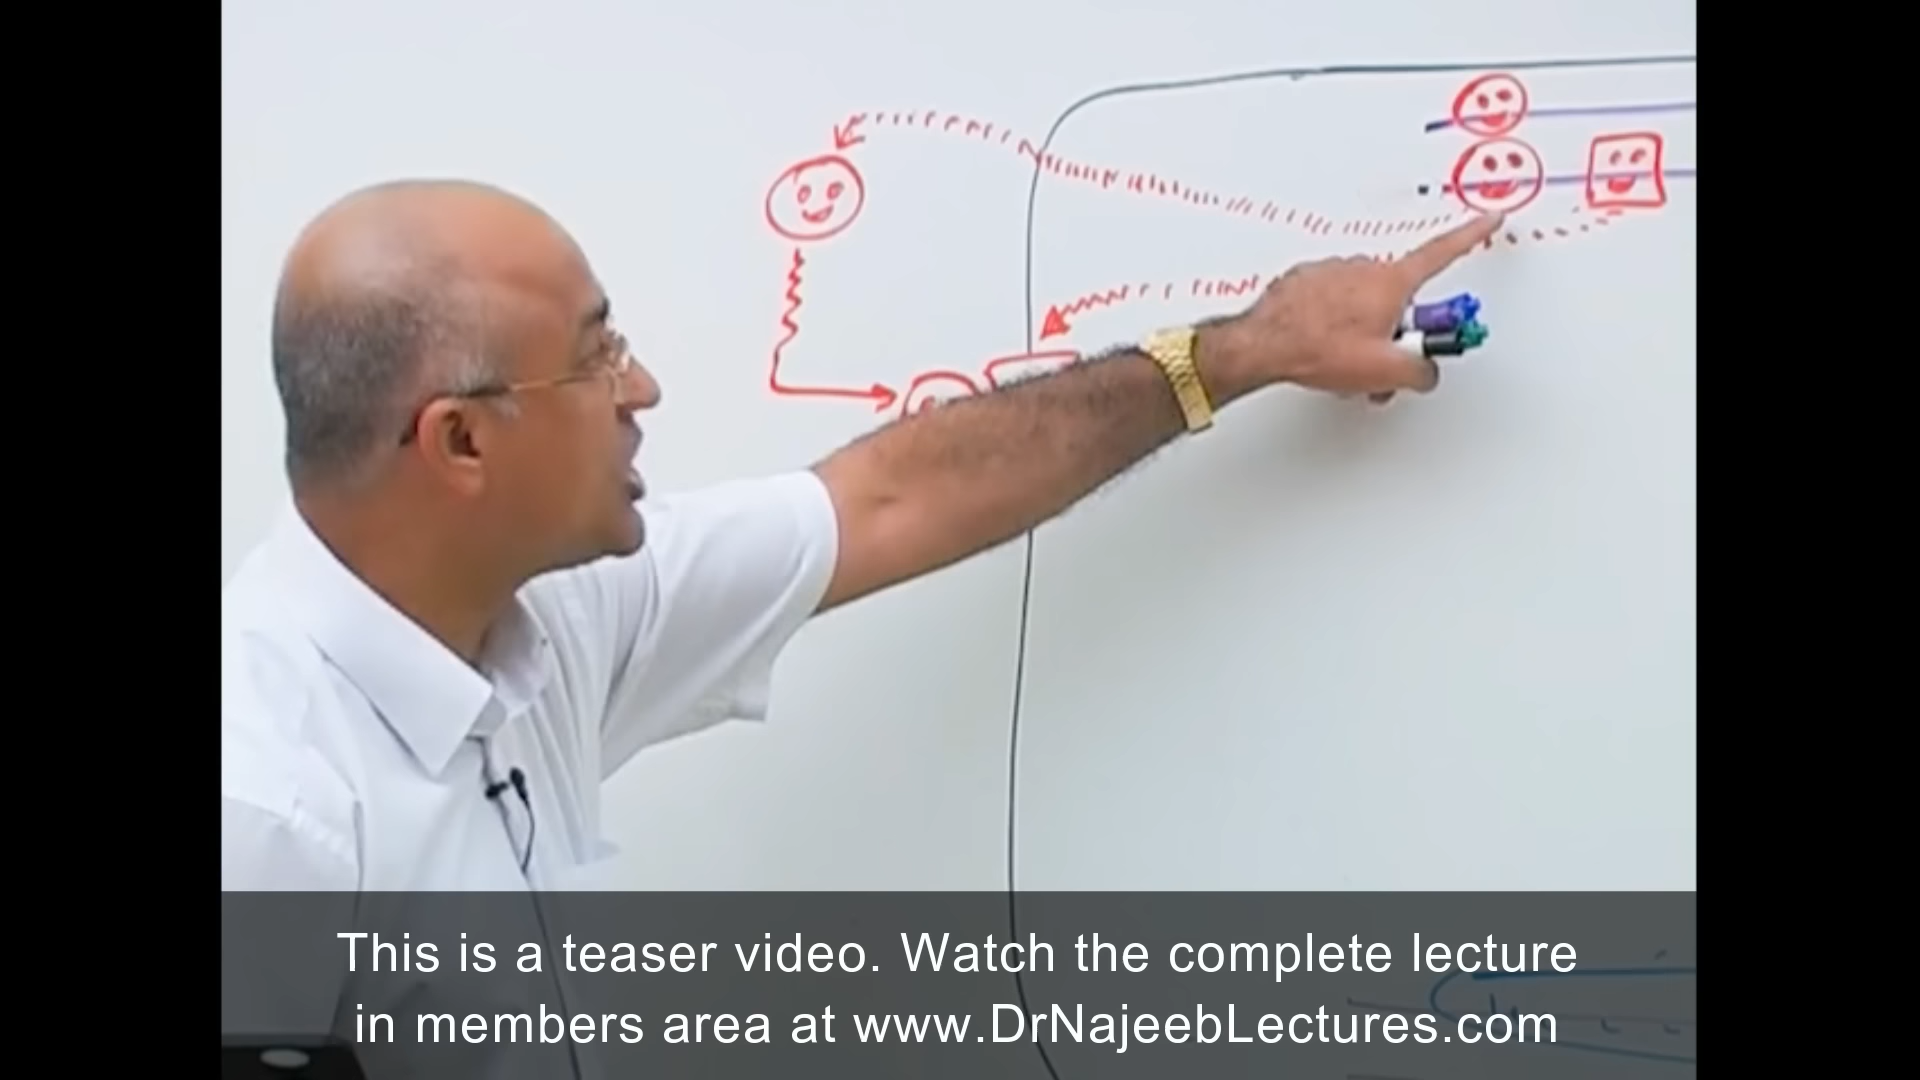 This is a teaser video. Watch the complete lecture
in members area at www.DrNajeebLectures.com